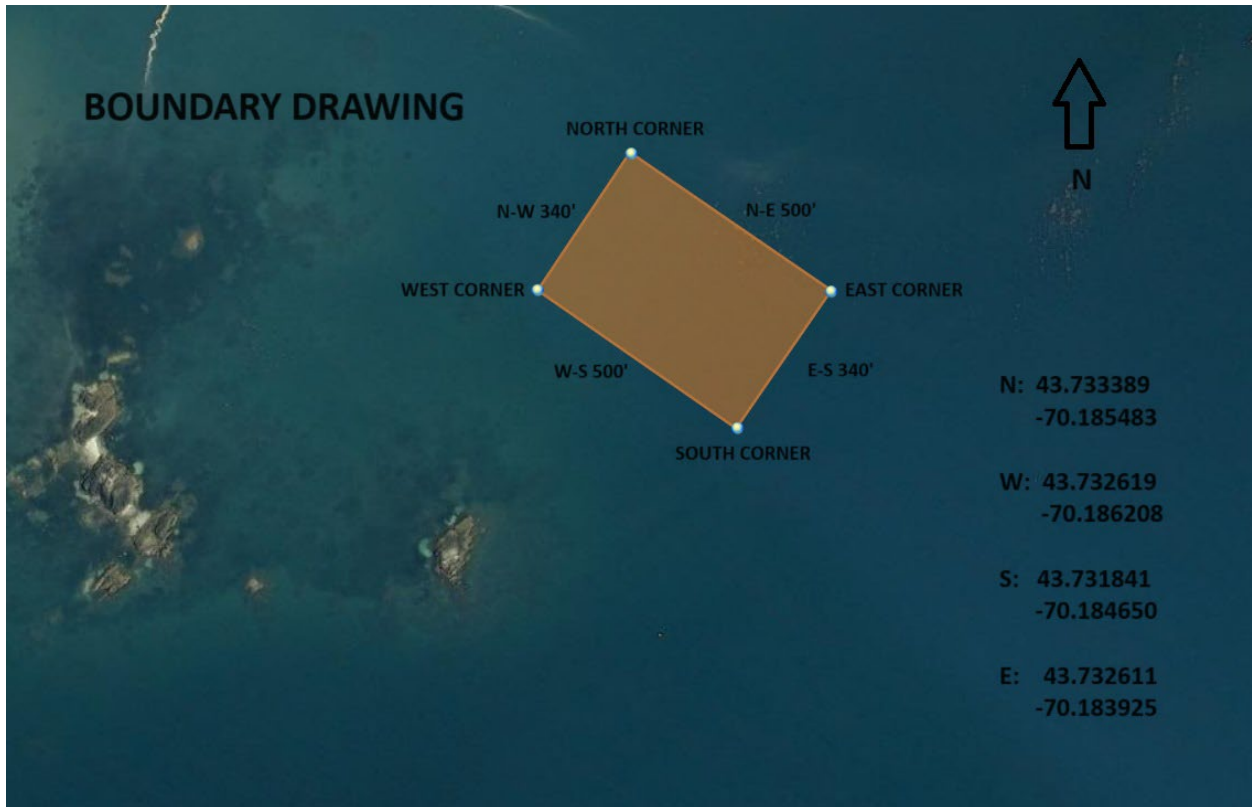 BOUNDARY DRAWING
NORTH CORNER
N-W 340'
N-E 500'
N
WEST CORNER
EAST CORNER
W-S 500'
E-S 340'
SOUTH CORNER
N: 43.733389
-70.185483
W: 43.732619
-70.186208
S: 43.731841
-70.184650
E: 43.732611
-70.183925